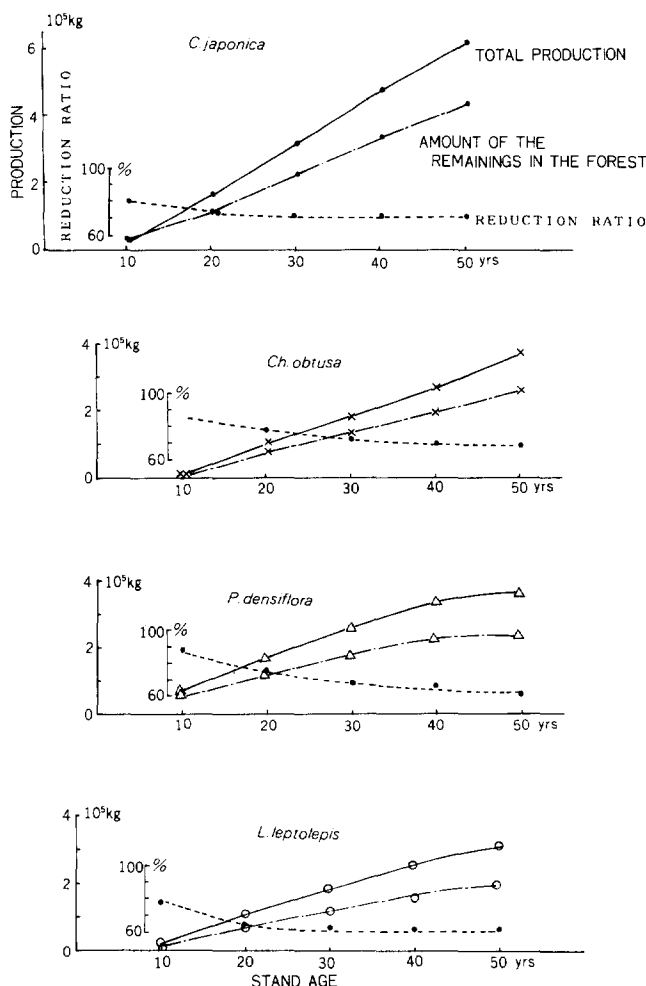 10⁵kg
C. japonica
6
TOTAL PRODUCTION
PRODUCTION
REDUCTION RATIO
4
AMOUNT OF THE
REMAININGS IN THE FOREST
100 %
2
REDUCTION RATIO
60
0
10 20 30 40 50 yrs
4 10⁵kg
Ch. obtusa
100 %
2
60
0
10 20 30 40 50 yrs
4 10⁵kg
P. densiflora
100 %
2
60
0
10 20 30 40 50 yrs
4 10⁵kg
L. leptolepis
100 %
2
60
0
10 20 30 40 50 yrs
STAND AGE